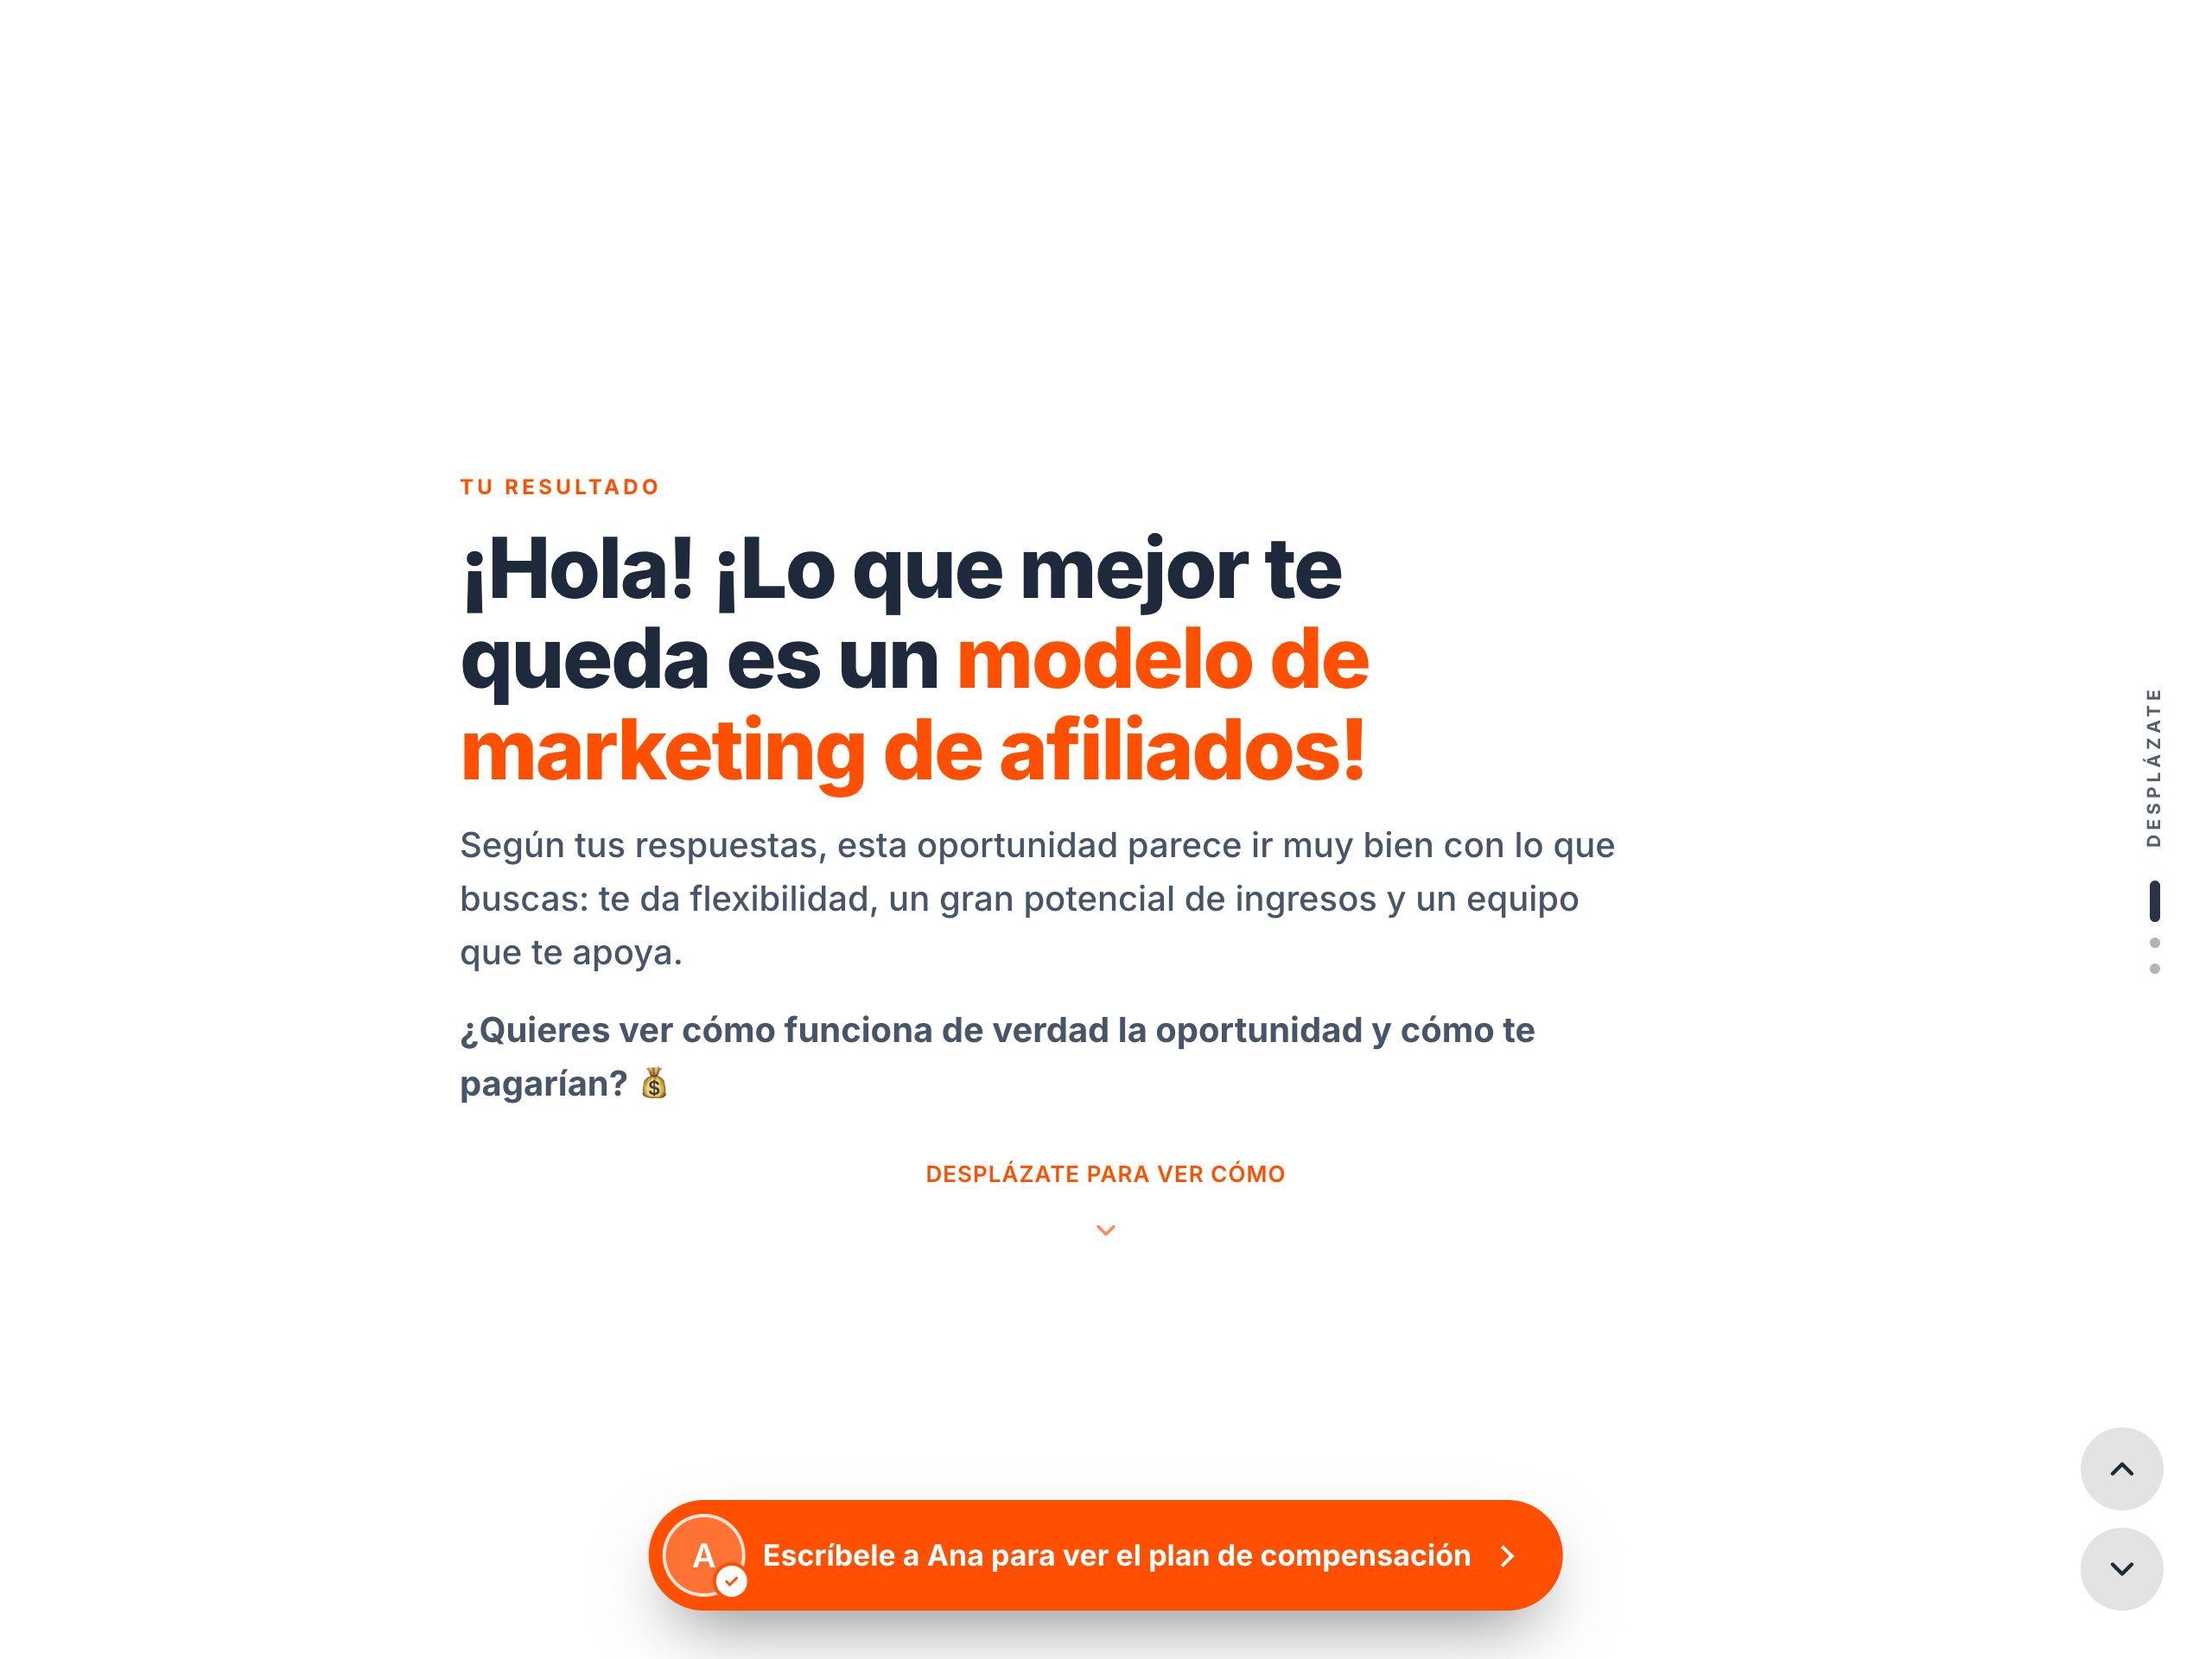 TU RESULTADO
¡Hola! ¡Lo que mejor te
queda es un modelo de
marketing de afiliados!
Según tus respuestas, esta oportunidad parece ir muy bien con lo que
buscas: te da flexibilidad, un gran potencial de ingresos y un equipo
que te apoya.
¿Quieres ver cómo funciona de verdad la oportunidad y cómo te
pagarían? 💰
DESPLÁZATE PARA VER CÓMO
DESPLÁZATE
A
Escríbele a Ana para ver el plan de compensación